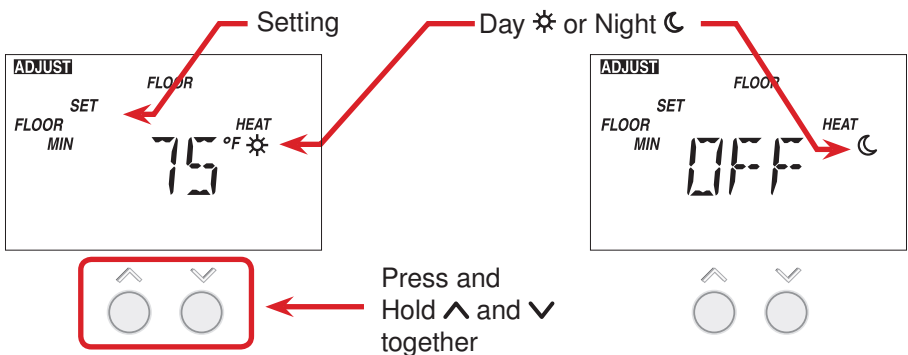 Setting
Day ☼ or Night ☾
ADJUST
FLOOR
SET
FLOOR
HEAT
MIN
75 °F ☼
ADJUST
FLOOR
SET
FLOOR
HEAT
MIN
OFF ☾
Press and
Hold ∧ and ∨
together